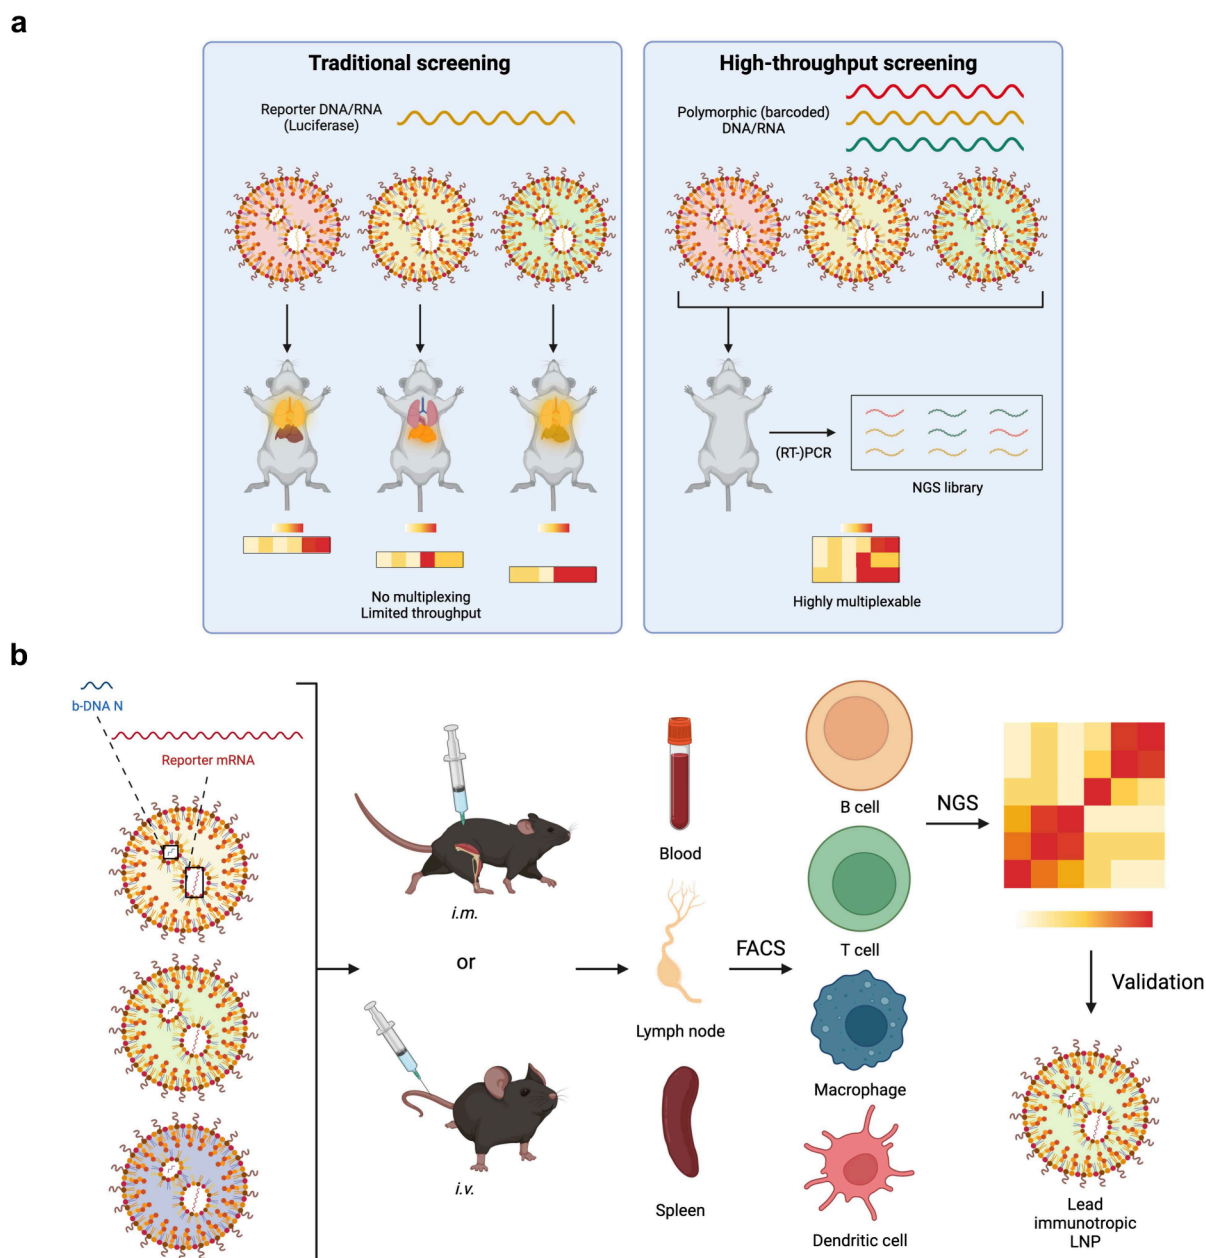 a
Traditional screening
Reporter DNA/RNA
(Luciferase)
No multiplexing
Limited throughput
High-throughput screening
Polymorphic (barcoded)
DNA/RNA
(RT-)PCR
NGS library
Highly multiplexable
b
b-DNA N
Reporter mRNA
i.m.
or
i.v.
Blood
Lymph node
Spleen
FACS
B cell
T cell
Macrophage
Dendritic cell
NGS
Validation
Lead
immunotropic
LNP